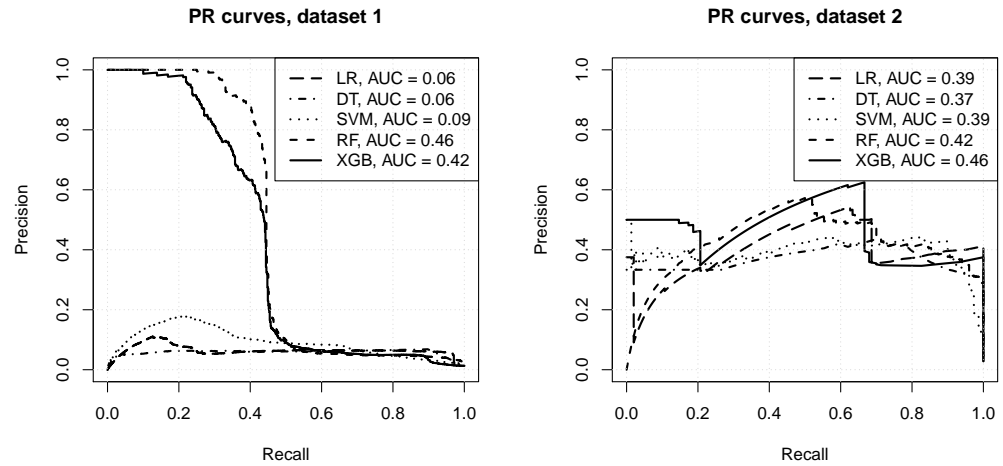 PR curves, dataset 1
1.0
0.8
0.6
0.4
0.2
0.0
Precision
LR, AUC = 0.06
DT, AUC = 0.06
SVM, AUC = 0.09
RF, AUC = 0.46
XGB, AUC = 0.42
0.0 0.2 0.4 0.6 0.8 1.0
Recall
PR curves, dataset 2
1.0
0.8
0.6
0.4
0.2
0.0
Precision
LR, AUC = 0.39
DT, AUC = 0.37
SVM, AUC = 0.39
RF, AUC = 0.42
XGB, AUC = 0.46
0.0 0.2 0.4 0.6 0.8 1.0
Recall